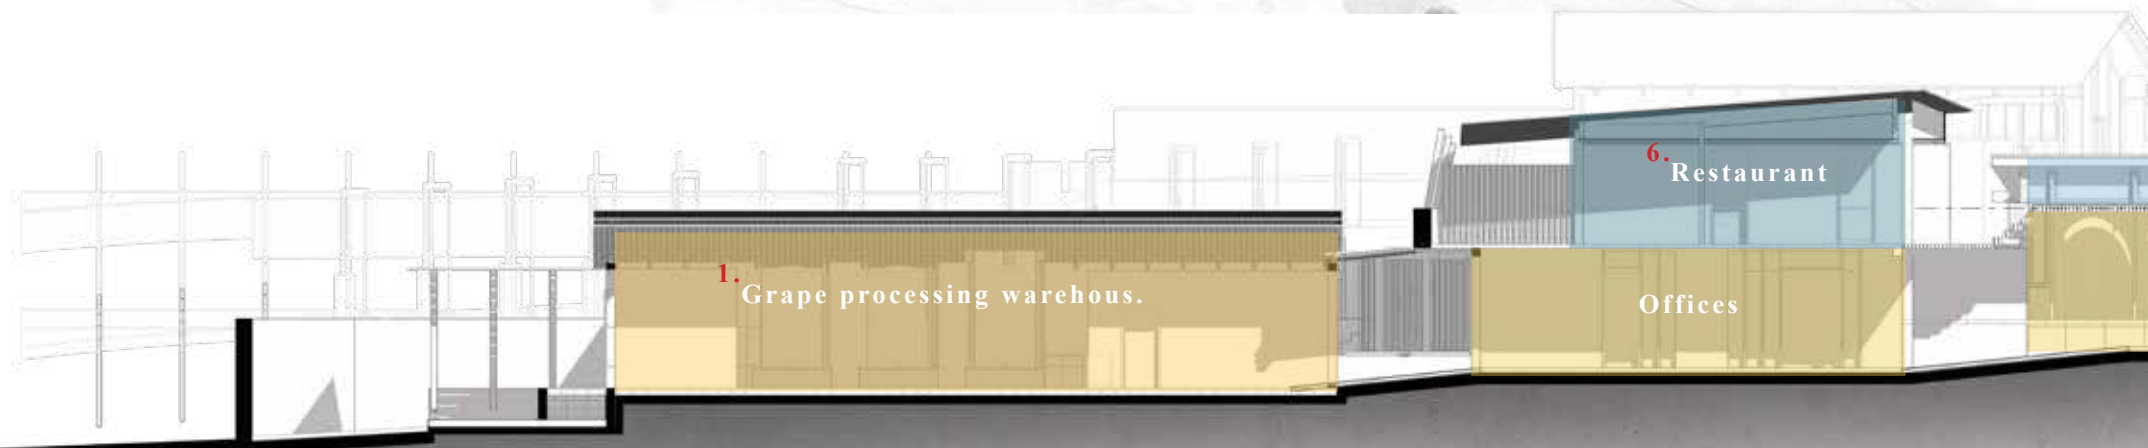 1.
Grape processing warehous.
6.
Restaurant
Offices